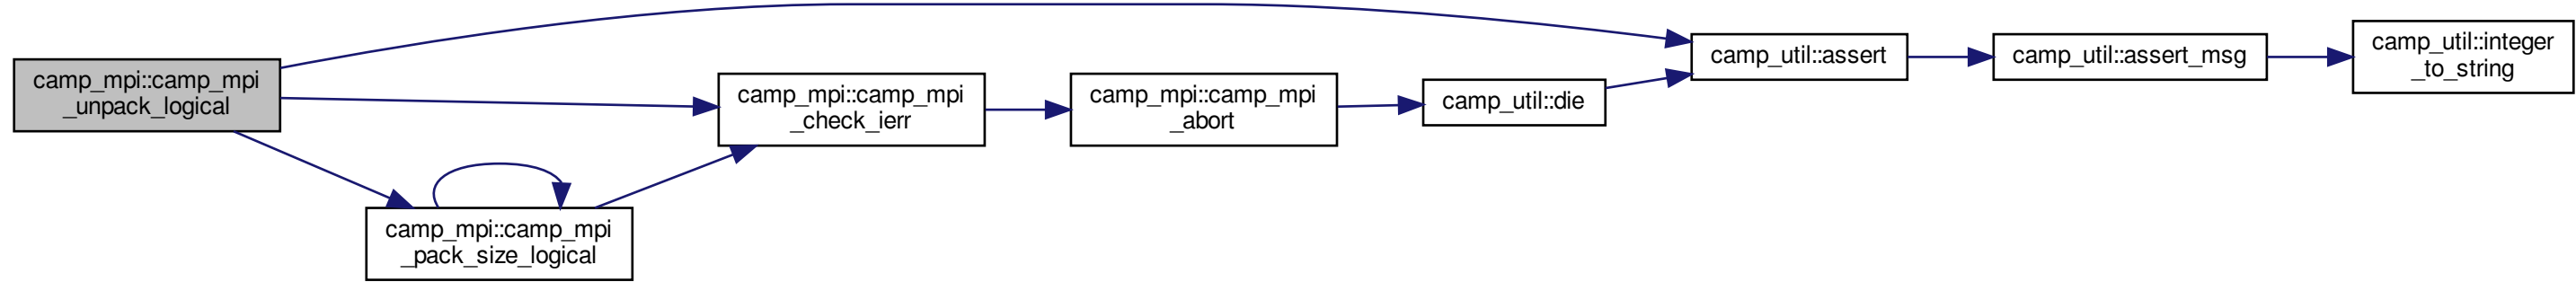 camp_mpi::camp_mpi
_unpack_logical
camp_mpi::camp_mpi
_check_ierr
camp_mpi::camp_mpi
_abort
camp_util::die
camp_util::assert
camp_util::assert_msg
camp_util::integer
_to_string
camp_mpi::camp_mpi
_pack_size_logical